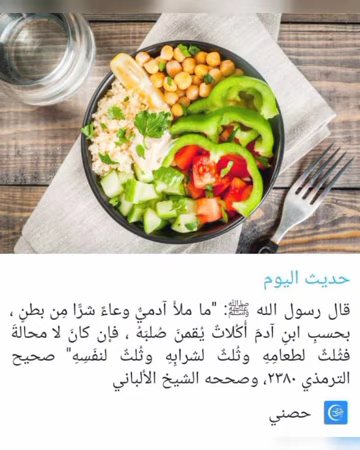 حديث اليوم
قال رسول الله ﷺ: "ما ملأ آدميٌّ وعاءً شرًّا مِن بطنٍ ،
بحسبِ ابنِ آدمَ أُكُلاتٌ يُقمنَ صُلبَهُ ، فإن كانَ لا محالةَ
فثُلثٌ لطعامِهِ وثُلثٌ لشرابِهِ وثُلثٌ لنفَسِهِ" صحيح
الترمذي ٢٣٨٠، وصححه الشيخ الألباني
حصني